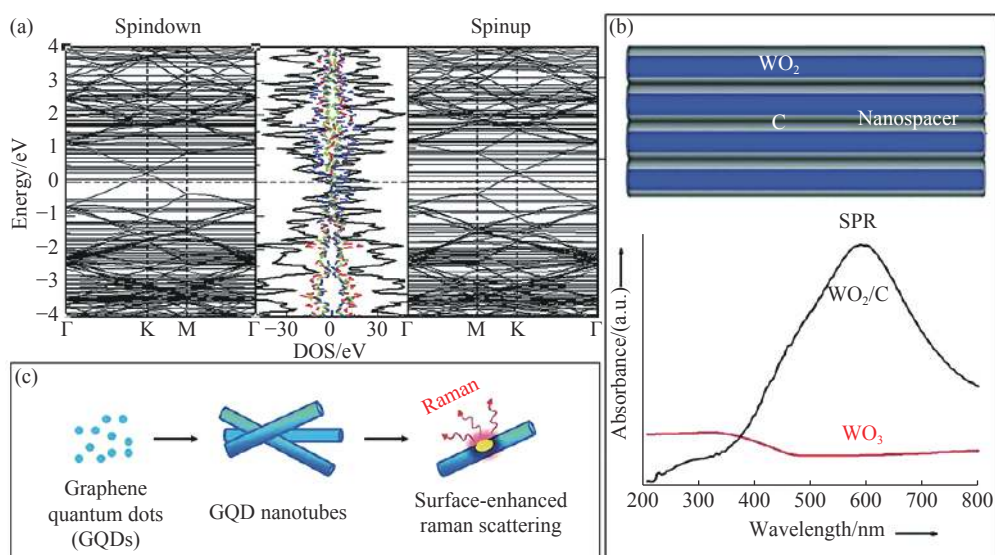 (a)
Spindown
Spinup
Energy/eV
4
3
2
1
0
−1
−2
−3
−4
Γ K M Γ −30 0 30 Γ M K Γ
DOS/eV
(b)
WO₂
C
Nanospacer
SPR
WO₂/C
WO₃
Absorbance/(a.u.)
200 300 400 500 600 700 800
Wavelength/nm
(c)
Raman
Graphene
quantum dots
(GQDs)
GQD nanotubes
Surface-enhanced
raman scattering